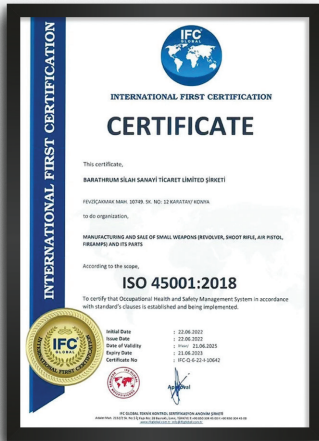 IFC
GLOBAL
INTERNATIONAL FIRST CERTIFICATION
INTERNATIONAL FIRST CERTIFICATION
CERTIFICATE
This certificate,
BARATHRUM SİLAH SANAYİ TİCARET LİMİTED ŞİRKETİ
FEVZİÇAKMAK MAH. 10749. SK. NO: 12 KARATAY/ KONYA
to do organization,
MANUFACTURING AND SALE OF SMALL WEAPONS (REVOLVER, SHOOT RIFLE, AIR PISTOL,
FIREAMPS) AND ITS PARTS
According to the scope,
ISO 45001:2018
To certify that Occupational Health and Safety Management System in accordance
with standard's clauses is established and being implemented.
Initial Date : 22.06.2022
Issue Date : 22.06.2022
Date of Validity : 21.06.2025
Expiry Date : 21.06.2023
Certificate No : IFC-Q-6-22-I-10642
IFC
GLOBAL
INTERNATIONAL FIRST
Approval
IFC GLOBAL TEKNİK KONTROL SERTİFİKASYON ANONİM ŞİRKETİ